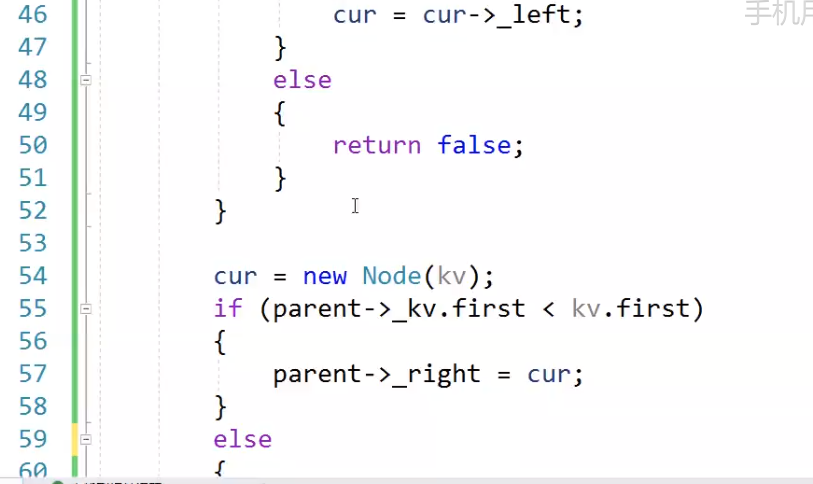 手机用
46 cur = cur->_left;
47 }
48 else
49 {
50 return false;
51 }
52 }
53
54 cur = new Node(kv);
55 if (parent->_kv.first < kv.first)
56 {
57 parent->_right = cur;
58 }
59 else
60 {